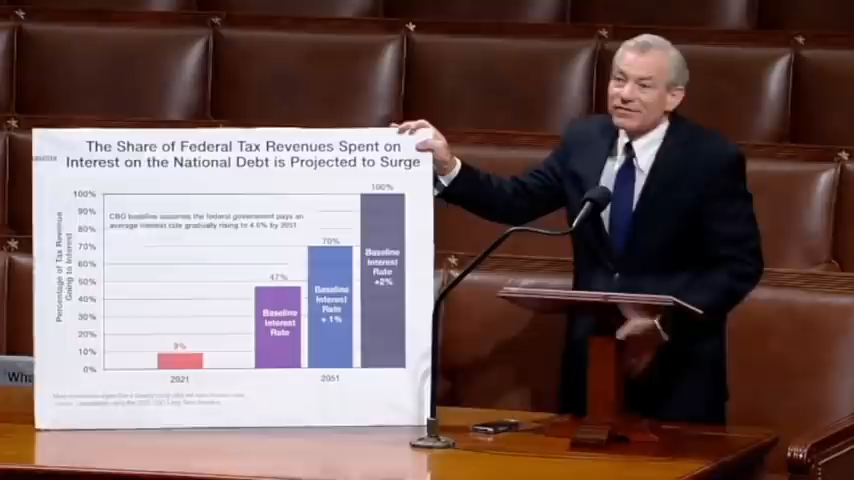 The Share of Federal Tax Revenues Spent on
Interest on the National Debt is Projected to Surge
100%
90%
80%
70%
60%
50%
40%
30%
20%
10%
0%
Percentage of Tax Revenue
Going to Interest
CBO baseline assumes the federal government pays an
average interest rate gradually rising to 4.6% by 2051
9%
47%
70%
100%
Baseline
Interest
Rate
Baseline
Interest
Rate
+ 1%
Baseline
Interest
Rate
+2%
2021
2051